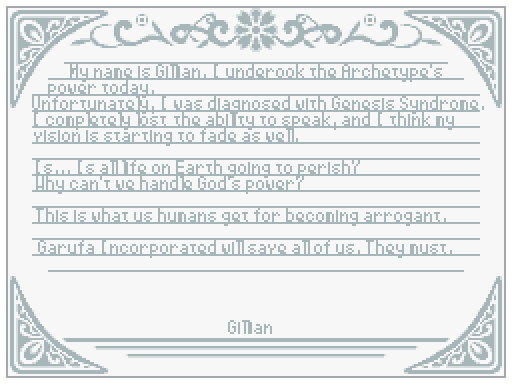 My name is Gillian. I underook the Archetype's
power today.
Unfortunately, I was diagnosed with Genesis Syndrone.
I completely lost the ability to speak, and I think my
vision is starting to fade as well.
Is... Is all life on Earth going to perish?
Why can't we handle God's power?
This is what us humans get for becoming arrogant.
Garufa Incorporated will save all of us. They must.
Gillian